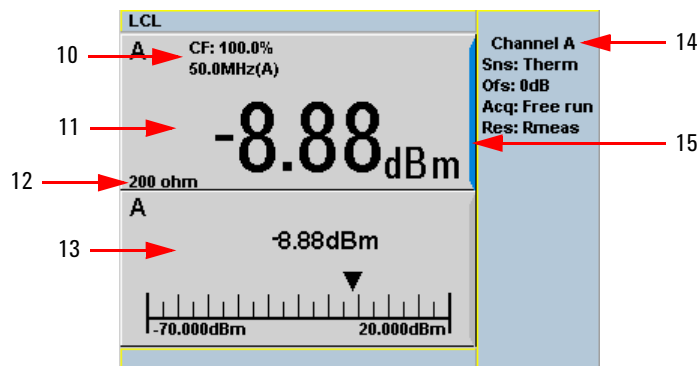 LCL
10
A
CF: 100.0%
50.0MHz(A)
11
-8.88dBm
12
200 ohm
A
13
-8.88dBm
-70.000dBm 20.000dBm
14
Channel A
Sns: Therm
Ofs: 0dB
Acq: Free run
Res: Rmeas
15